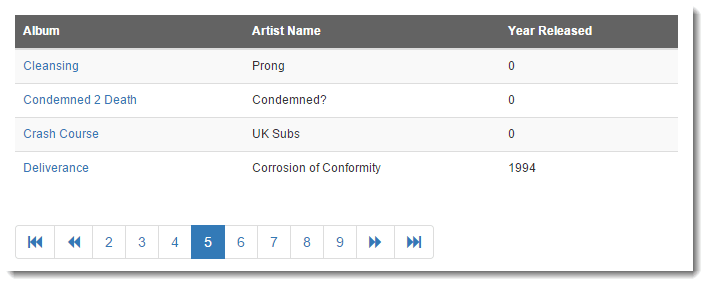 Album Artist Name Year Released
Cleansing Prong 0
Condemned 2 Death Condemned? 0
Crash Course UK Subs 0
Deliverance Corrosion of Conformity 1994
2 3 4 5 6 7 8 9